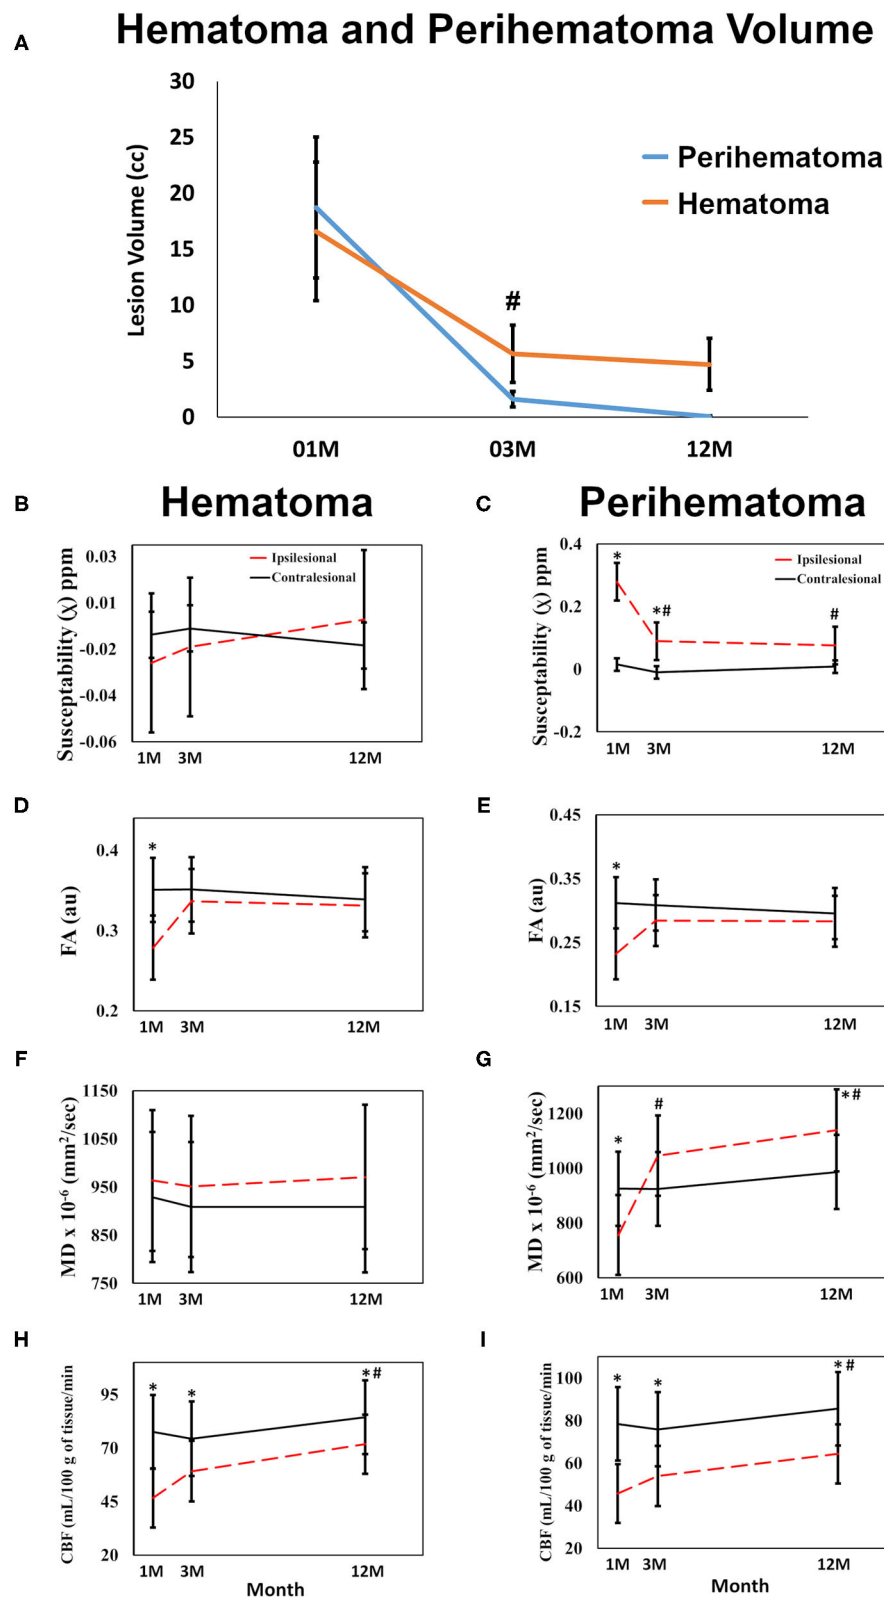 A
Hematoma and Perihematoma Volume
30
25
20
15
10
5
0
Lesion Volume (cc)
Perihematoma
Hematoma
#
01M
03M
12M
B
Hematoma
Susceptability (χ) ppm
0.03
0.01
-0.02
-0.04
-0.06
Ipsilesional
Contralesional
1M
3M
12M
C
Perihematoma
Susceptability (χ) ppm
0.4
0.2
0
-0.2
*
*#
#
Ipsilesional
Contralesional
1M
3M
12M
D
FA (au)
0.4
0.3
0.2
*
1M
3M
12M
E
FA (au)
0.45
0.35
0.25
0.15
*
1M
3M
12M
F
MD x 10-6 (mm2/sec)
1150
1050
950
850
750
1M
3M
12M
G
MD x 10-6 (mm2/sec)
1200
1000
800
600
*
#
*#
1M
3M
12M
H
CBF (mL/100 g of tissue/min
95
70
45
20
*
*
*#
1M
3M
12M
Month
I
CBF (mL/100 g of tissue/min
100
80
60
40
20
*
*
*#
1M
3M
12M
Month